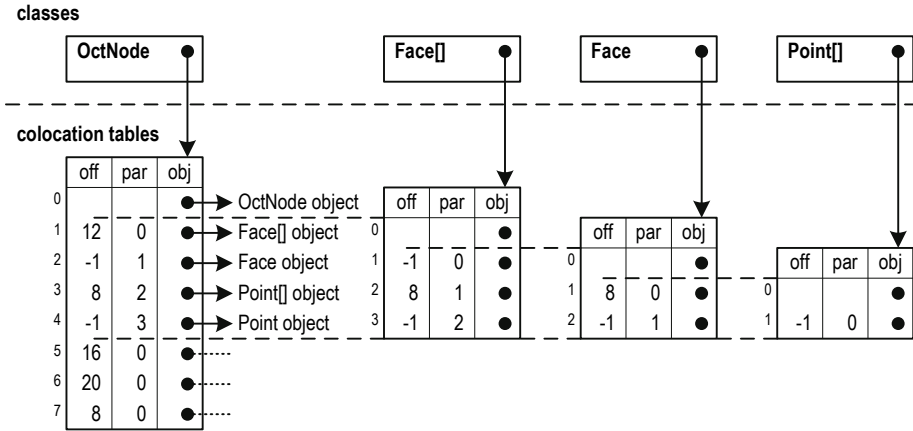 classes
OctNode Face[] Face Point[]
colocation tables
off par obj
0 OctNode object off par obj
1 12 0 Face[] object 0 off par obj
2 -1 1 Face object 1 -1 0 0 off par obj
3 8 2 Point[] object 2 8 1 1 8 0 0
4 -1 3 Point object 3 -1 2 2 -1 1 1 -1 0
5 16 0
6 20 0
7 8 0